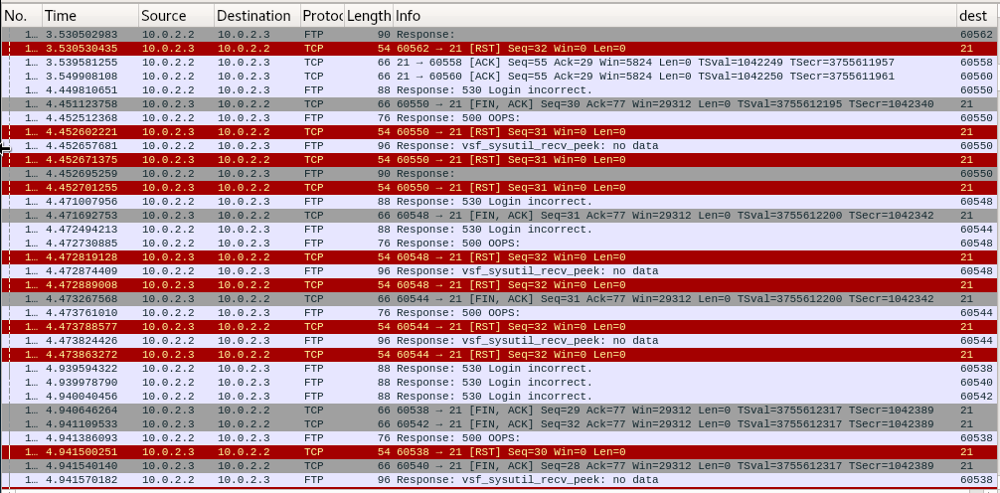 No. Time Source Destination Protoc Length Info dest
1… 3.530502983 10.0.2.2 10.0.2.3 FTP 90 Response: 60562
1… 3.530530435 10.0.2.3 10.0.2.2 TCP 54 60562 → 21 [RST] Seq=32 Win=0 Len=0 21
1… 3.539581255 10.0.2.2 10.0.2.3 TCP 66 21 → 60558 [ACK] Seq=55 Ack=29 Win=5824 Len=0 TSval=1042249 TSecr=3755611957 60558
1… 3.549908108 10.0.2.2 10.0.2.3 TCP 66 21 → 60560 [ACK] Seq=55 Ack=29 Win=5824 Len=0 TSval=1042250 TSecr=3755611961 60560
1… 4.449810651 10.0.2.2 10.0.2.3 FTP 88 Response: 530 Login incorrect. 60550
1… 4.451123758 10.0.2.3 10.0.2.2 TCP 66 60550 → 21 [FIN, ACK] Seq=30 Ack=77 Win=29312 Len=0 TSval=3755612195 TSecr=1042340 21
1… 4.452512368 10.0.2.2 10.0.2.3 FTP 76 Response: 500 OOPS: 60550
1… 4.452602221 10.0.2.3 10.0.2.2 TCP 54 60550 → 21 [RST] Seq=31 Win=0 Len=0 21
1… 4.452657681 10.0.2.2 10.0.2.3 FTP 96 Response: vsf_sysutil_recv_peek: no data 60550
1… 4.452671375 10.0.2.3 10.0.2.2 TCP 54 60550 → 21 [RST] Seq=31 Win=0 Len=0 21
1… 4.452695259 10.0.2.2 10.0.2.3 FTP 90 Response: 60550
1… 4.452701255 10.0.2.3 10.0.2.2 TCP 54 60550 → 21 [RST] Seq=31 Win=0 Len=0 21
1… 4.471007956 10.0.2.2 10.0.2.3 FTP 88 Response: 530 Login incorrect. 60548
1… 4.471692753 10.0.2.3 10.0.2.2 TCP 66 60548 → 21 [FIN, ACK] Seq=31 Ack=77 Win=29312 Len=0 TSval=3755612200 TSecr=1042342 21
1… 4.472494213 10.0.2.2 10.0.2.3 FTP 88 Response: 530 Login incorrect. 60544
1… 4.472730885 10.0.2.2 10.0.2.3 FTP 76 Response: 500 OOPS: 60548
1… 4.472819128 10.0.2.3 10.0.2.2 TCP 54 60548 → 21 [RST] Seq=32 Win=0 Len=0 21
1… 4.472874409 10.0.2.2 10.0.2.3 FTP 96 Response: vsf_sysutil_recv_peek: no data 60548
1… 4.472889008 10.0.2.3 10.0.2.2 TCP 54 60548 → 21 [RST] Seq=32 Win=0 Len=0 21
1… 4.473267568 10.0.2.3 10.0.2.2 TCP 66 60544 → 21 [FIN, ACK] Seq=31 Ack=77 Win=29312 Len=0 TSval=3755612200 TSecr=1042342 21
1… 4.473761010 10.0.2.2 10.0.2.3 FTP 76 Response: 500 OOPS: 60544
1… 4.473788577 10.0.2.3 10.0.2.2 TCP 54 60544 → 21 [RST] Seq=32 Win=0 Len=0 21
1… 4.473824426 10.0.2.2 10.0.2.3 FTP 96 Response: vsf_sysutil_recv_peek: no data 60544
1… 4.473863272 10.0.2.3 10.0.2.2 TCP 54 60544 → 21 [RST] Seq=32 Win=0 Len=0 21
1… 4.939594322 10.0.2.2 10.0.2.3 FTP 88 Response: 530 Login incorrect. 60538
1… 4.939978790 10.0.2.2 10.0.2.3 FTP 88 Response: 530 Login incorrect. 60540
1… 4.940040456 10.0.2.2 10.0.2.3 FTP 88 Response: 530 Login incorrect. 60542
1… 4.940646264 10.0.2.3 10.0.2.2 TCP 66 60538 → 21 [FIN, ACK] Seq=29 Ack=77 Win=29312 Len=0 TSval=3755612317 TSecr=1042389 21
1… 4.941109533 10.0.2.3 10.0.2.2 TCP 66 60542 → 21 [FIN, ACK] Seq=32 Ack=77 Win=29312 Len=0 TSval=3755612317 TSecr=1042389 21
1… 4.941386093 10.0.2.2 10.0.2.3 FTP 76 Response: 500 OOPS: 60538
1… 4.941500251 10.0.2.3 10.0.2.2 TCP 54 60538 → 21 [RST] Seq=30 Win=0 Len=0 21
1… 4.941540140 10.0.2.3 10.0.2.2 TCP 66 60540 → 21 [FIN, ACK] Seq=28 Ack=77 Win=29312 Len=0 TSval=3755612317 TSecr=1042389 21
1… 4.941570182 10.0.2.2 10.0.2.3 FTP 96 Response: vsf_sysutil_recv_peek: no data 60538